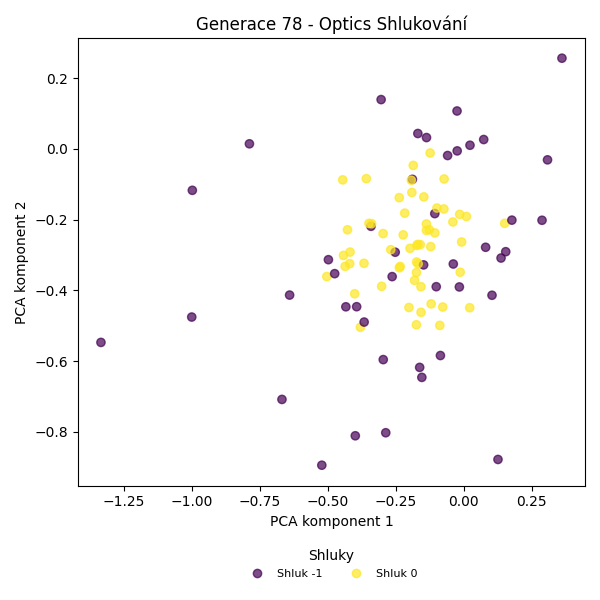 Generace 78 - Optics Shlukování
0.2
0.0
−0.2
−0.4
−0.6
−0.8
PCA komponent 2
−1.25 −1.00 −0.75 −0.50 −0.25 0.00 0.25
PCA komponent 1
Shluky
Shluk -1 Shluk 0